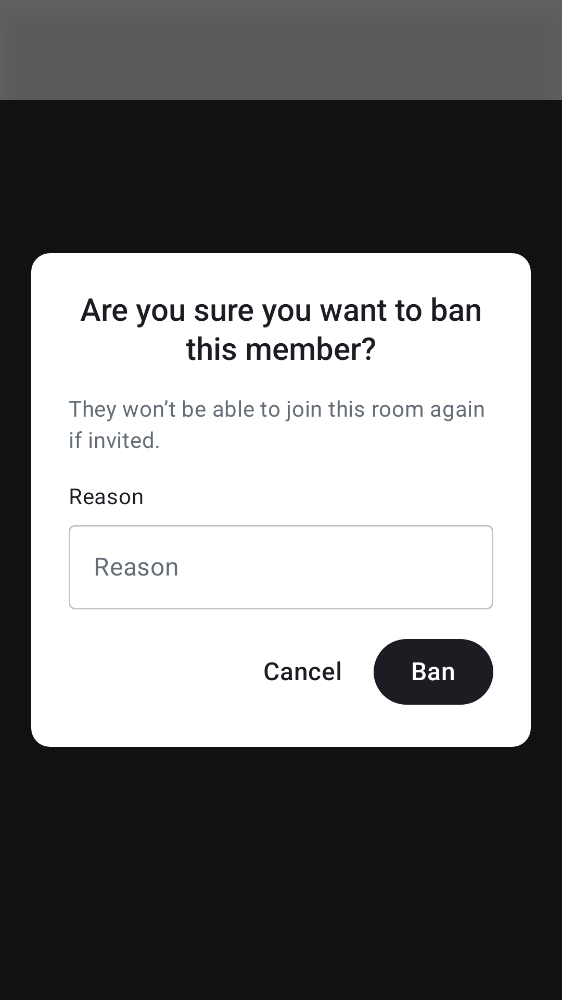 Are you sure you want to ban
this member?
They won’t be able to join this room again
if invited.
Reason
Reason
Cancel
Ban